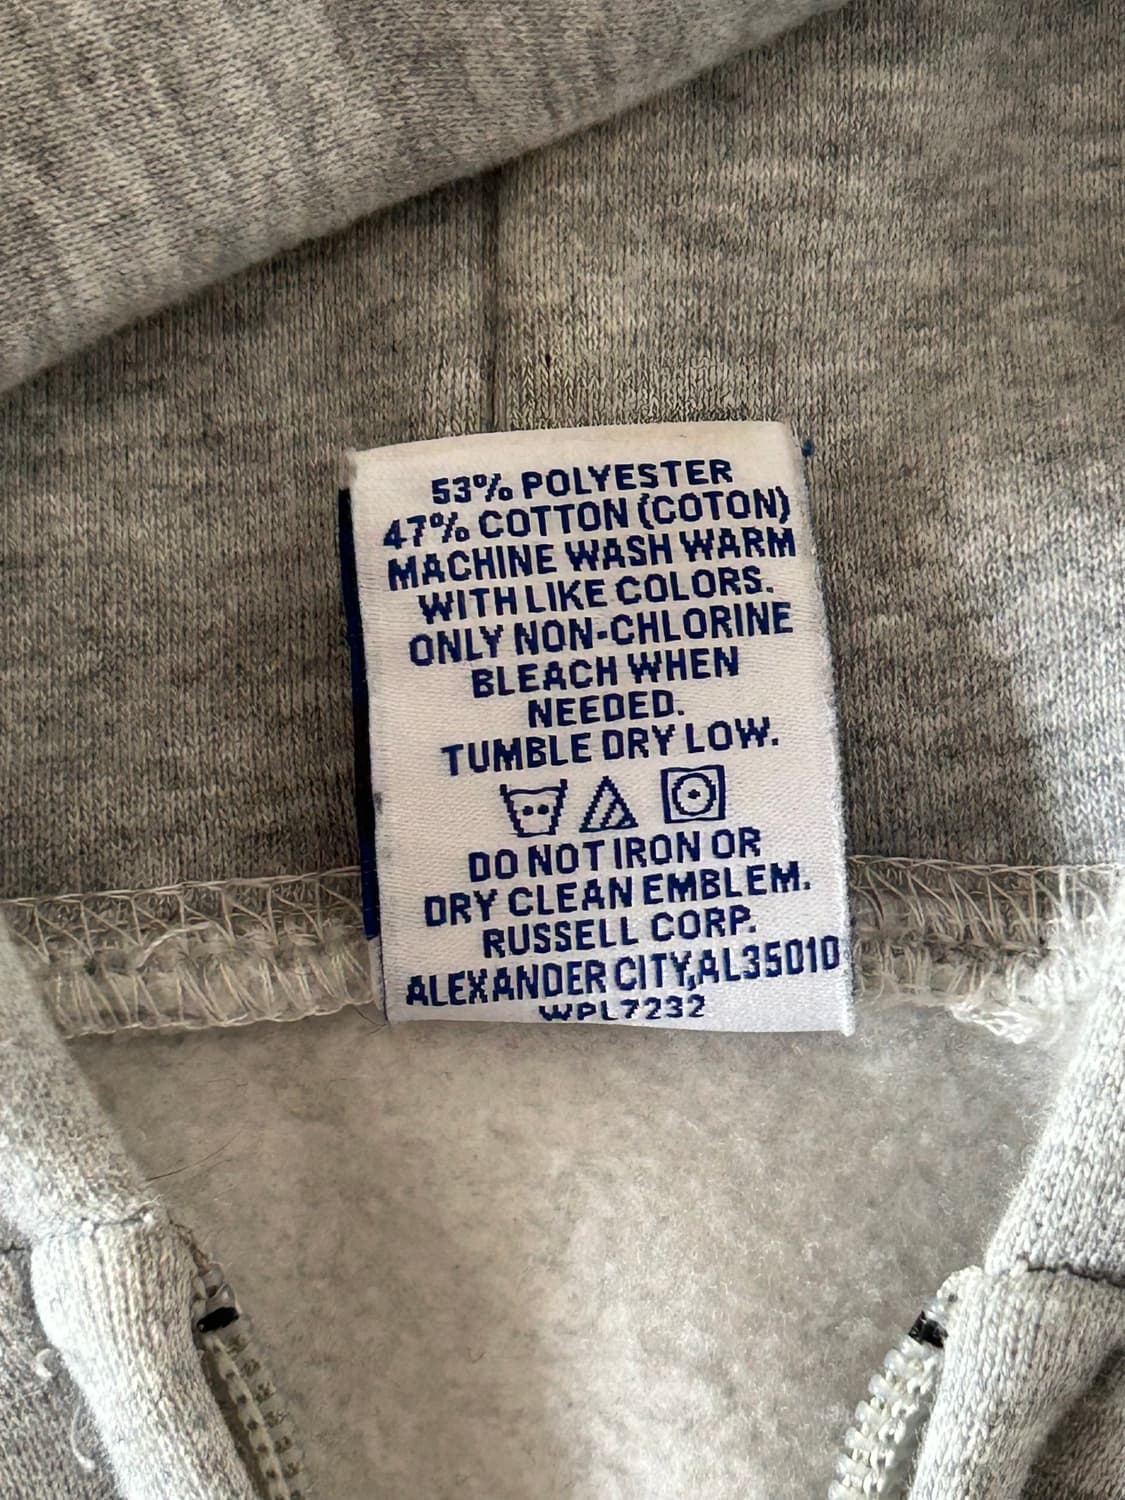 53% POLYESTER
47% COTTON (COTON)
MACHINE WASH WARM
WITH LIKE COLORS.
ONLY NON-CHLORINE
BLEACH WHEN
NEEDED.
TUMBLE DRY LOW.
DO NOT IRON OR
DRY CLEAN EMBLEM.
RUSSELL CORP.
ALEXANDER CITY,AL35010
WPL7232